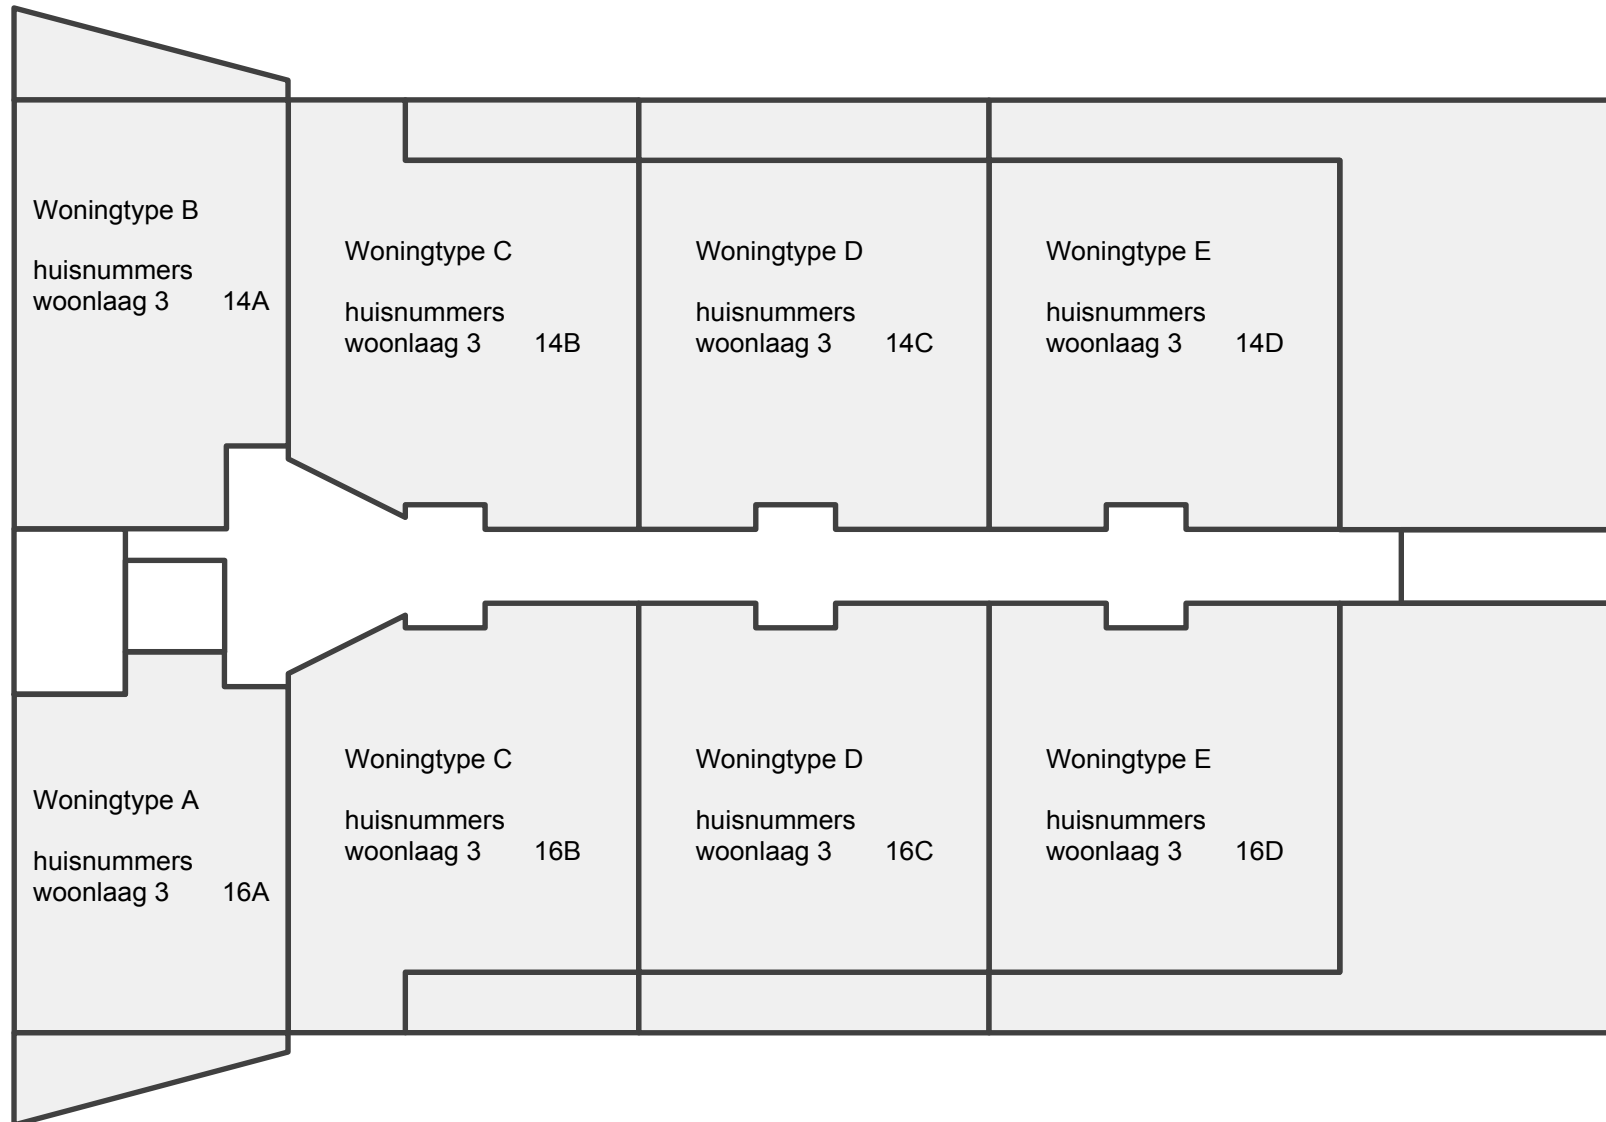 Woningtype B
huisnummers
woonlaag 3 14A
Woningtype C
huisnummers
woonlaag 3 14B
Woningtype D
huisnummers
woonlaag 3 14C
Woningtype E
huisnummers
woonlaag 3 14D
Woningtype A
huisnummers
woonlaag 3 16A
Woningtype C
huisnummers
woonlaag 3 16B
Woningtype D
huisnummers
woonlaag 3 16C
Woningtype E
huisnummers
woonlaag 3 16D